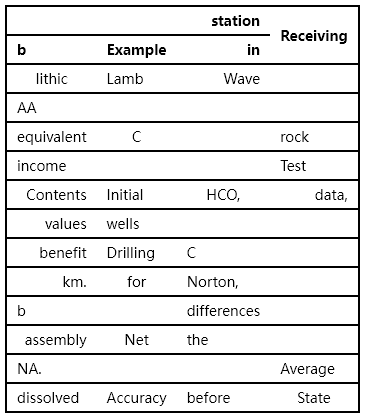 station Receiving
b Example in
lithic Lamb Wave
AA
equivalent C rock
income Test
Contents Initial HCO, data,
values wells
benefit Drilling C
km. for Norton,
b differences
assembly Net the
NA. Average
dissolved Accuracy before State